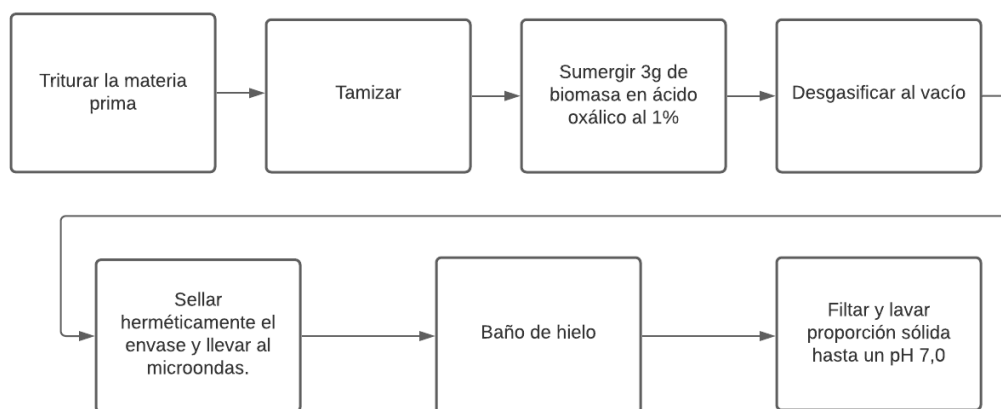 Triturar la materia
prima
Tamizar
Sumergir 3g de
biomasa en ácido
oxálico al 1%
Desgasificar al vacío
Sellar
herméticamente el
envase y llevar al
microondas.
Baño de hielo
Filtar y lavar
proporción sólida
hasta un pH 7,0